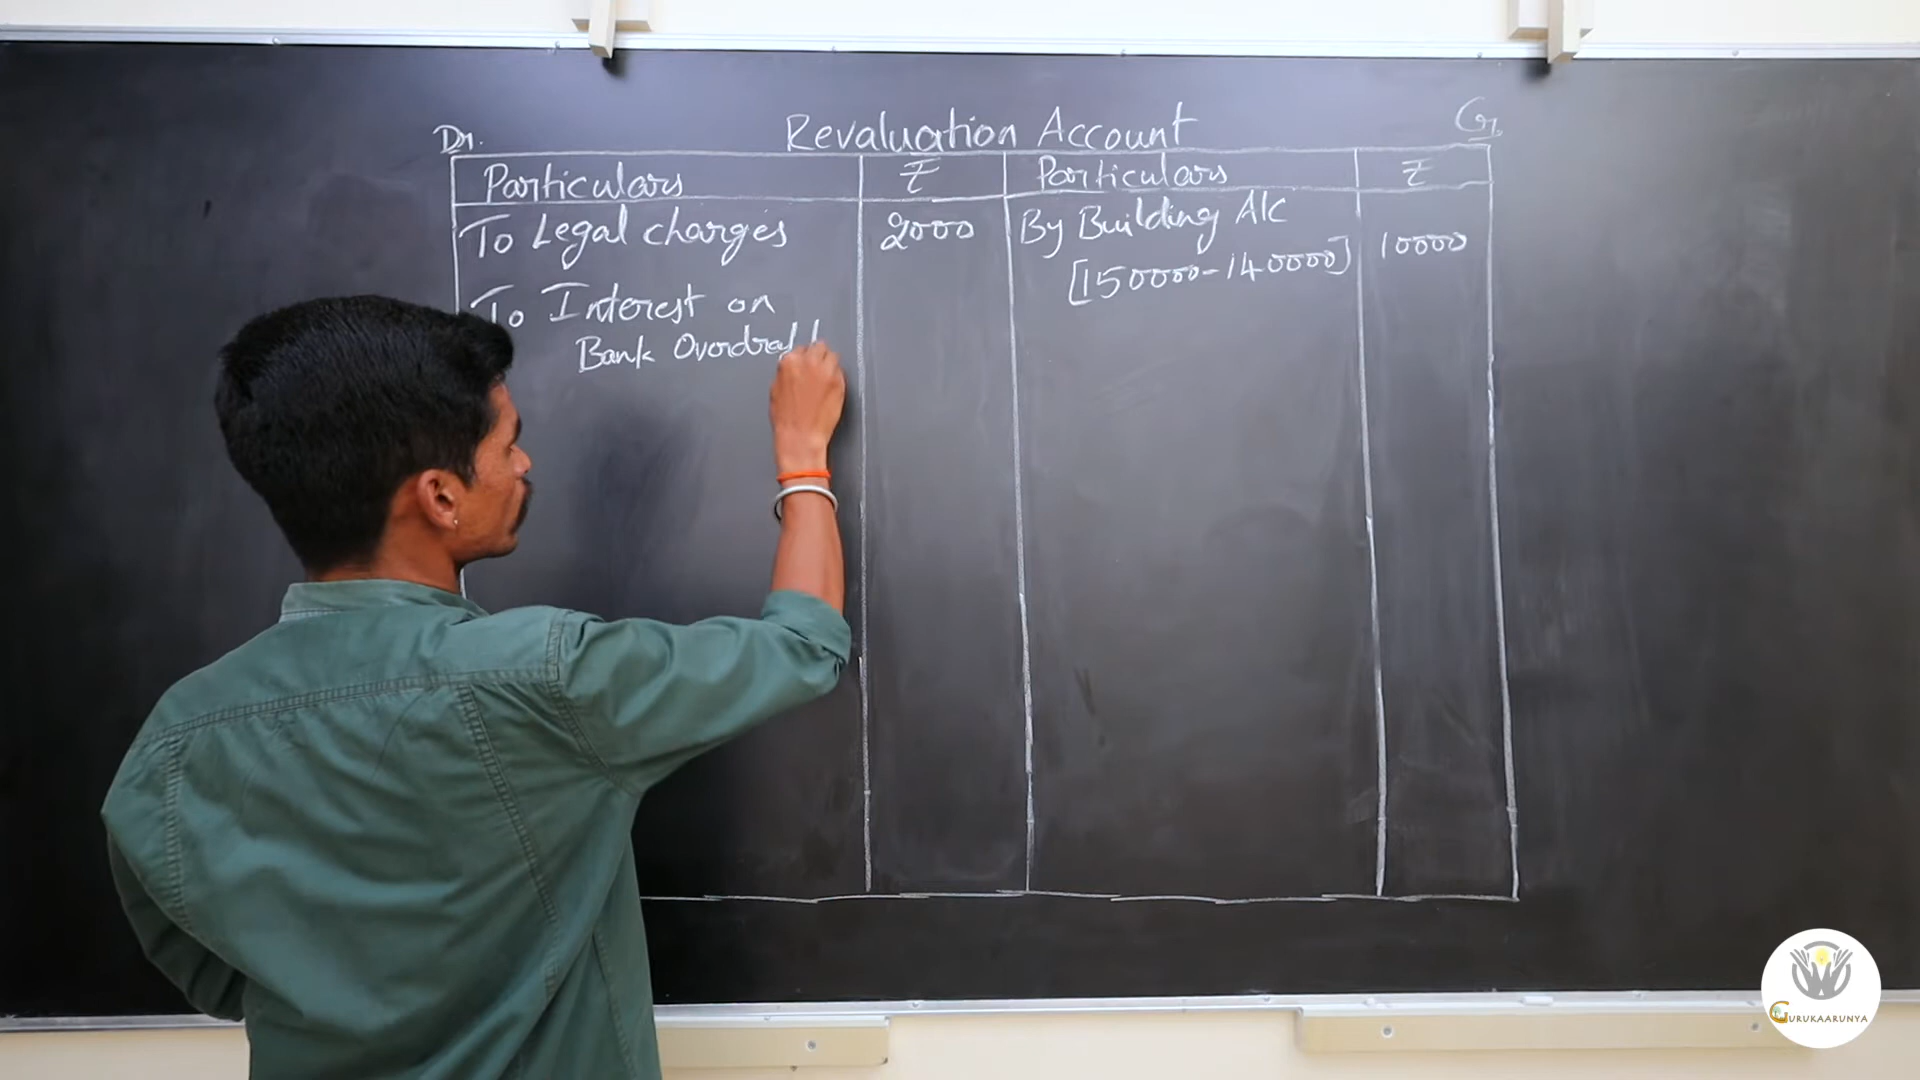 Revaluation Account
Dr.
Cr.
Particulars ₹ Particulars ₹
To Legal charges 2000 By Building A/c
[150000-140000] 10000
To Interest on
Bank Overdraft
GURUKAARUNYA